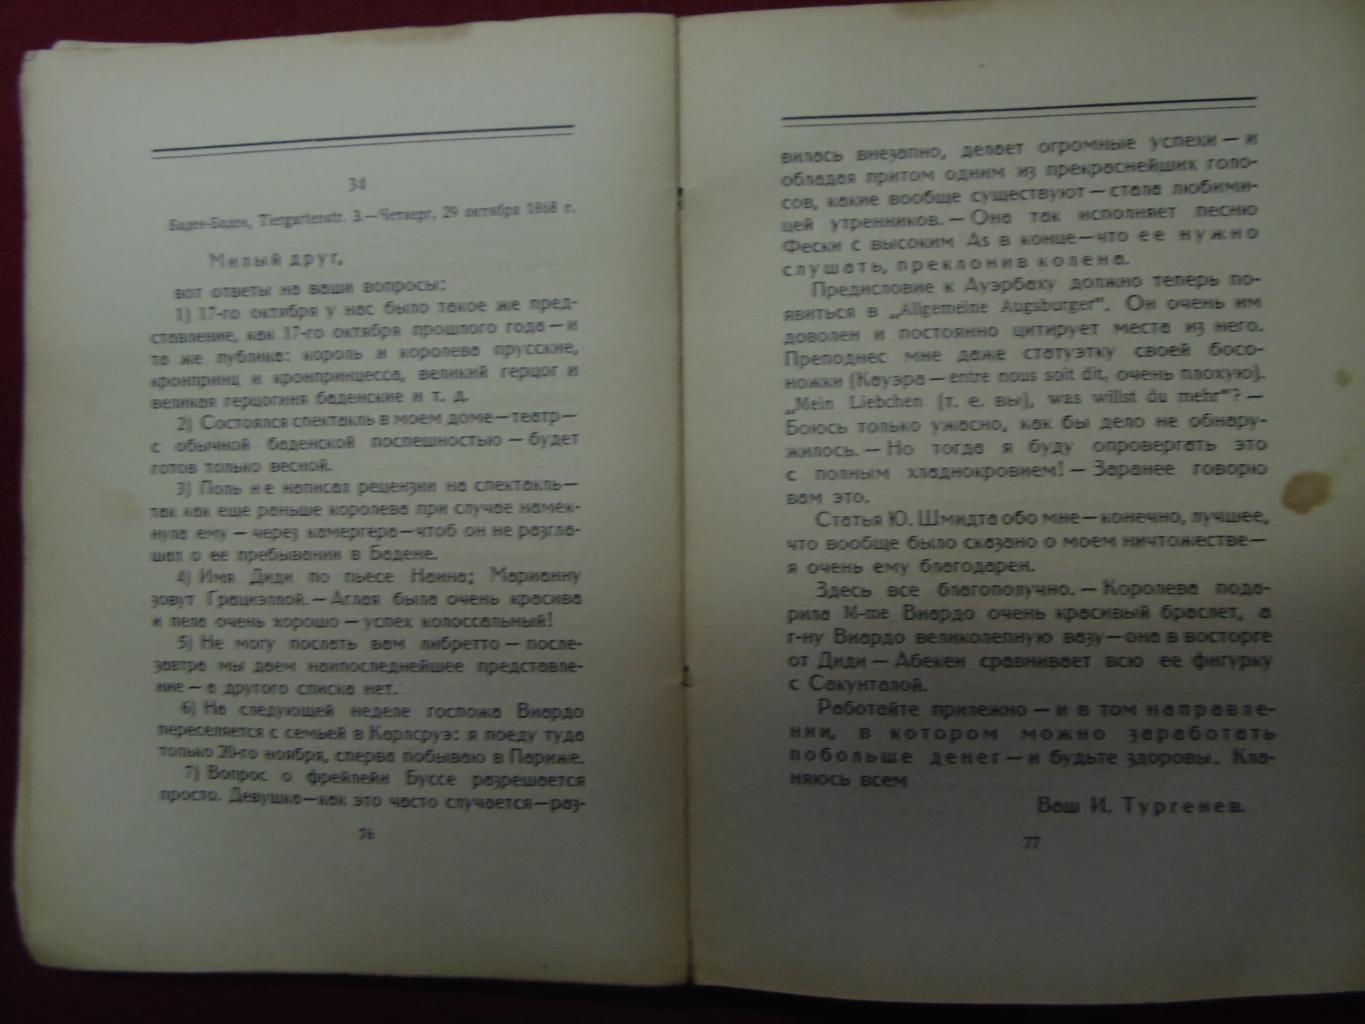 34
Баден-Баден, Tiergartenstr. 3.—Четверг, 29 октября 1868 г.
Милый друг,
вот ответы на ваши вопросы:
1) 17-го октября у нас было такое же пред-
ставление, как 17-го октября прошлого года — и
та же публика: король и королева прусские,
кронпринц и кронпринцесса, великий герцог и
великая герцогиня баденские и т. д.
2) Состоялся спектакль в моем доме—театр—
с обычной баденской поспешностью — будет
готов только весной.
3) Поль не написал рецензии на спектакль—
так как еще раньше королева при случае намек-
нула ему — через камергера—чтоб он не разгла-
шал о ее пребывании в Бадене.
4) Имя Диди по пьесе Наина; Марианну
зовут Грациэллой. — Аглая была очень красива
и пела очень хорошо — успех колоссальный!
5) Не могу послать вам либретто — после-
завтра мы даем наипоследнейшее представле-
ние — а другого списка нет.
6) На следующей неделе госпожа Виардо
переселяется с семьей в Карлсруэ: я поеду туда
только 20-го ноября, сперва побываю в Париже.
7) Вопрос о фрейлейн Буссе разрешается
просто. Девушка—как это часто случается—раз-
76
вилась внезапно, делает огромные успехи — и
обладая притом одним из прекраснейших голо-
сов, какие вообще существуют — стала любими-
цей утренников. — Она так исполняет песню
Фески с высоким As в конце—что ее нужно
слушать, преклонив колена.
Предисловие к Ауэрбаху должно теперь по-
явиться в „Allgemeine Augsburger". Он очень им
доволен и постоянно цитирует места из него.
Преподнес мне даже статуэтку своей босо-
ножки (Кауэра — entre nous soit dit, очень плохую).
„Mein Liebchen (т. е. вы), was willst du mehr"? —
Боюсь только ужасно, как бы дело не обнару-
жилось. — Но тогда я буду опровергать это
с полным хладнокровием! — Заранее говорю
вам это.
Статья Ю. Шмидта обо мне — конечно, лучшее,
что вообще было сказано о моем ничтожестве—
я очень ему благодарен.
Здесь все благополучно. — Королева пода-
рила M-me Виардо очень красивый браслет, а
г-ну Виардо великолепную вазу — она в восторге
от Диди — Абекен сравнивает всю ее фигурку
с Сакунталой.
Работайте прилежно — и в том направле-
нии, в котором можно заработать
побольше денег — и будьте здоровы. Кла-
няюсь всем
Ваш И. Тургенев.
77